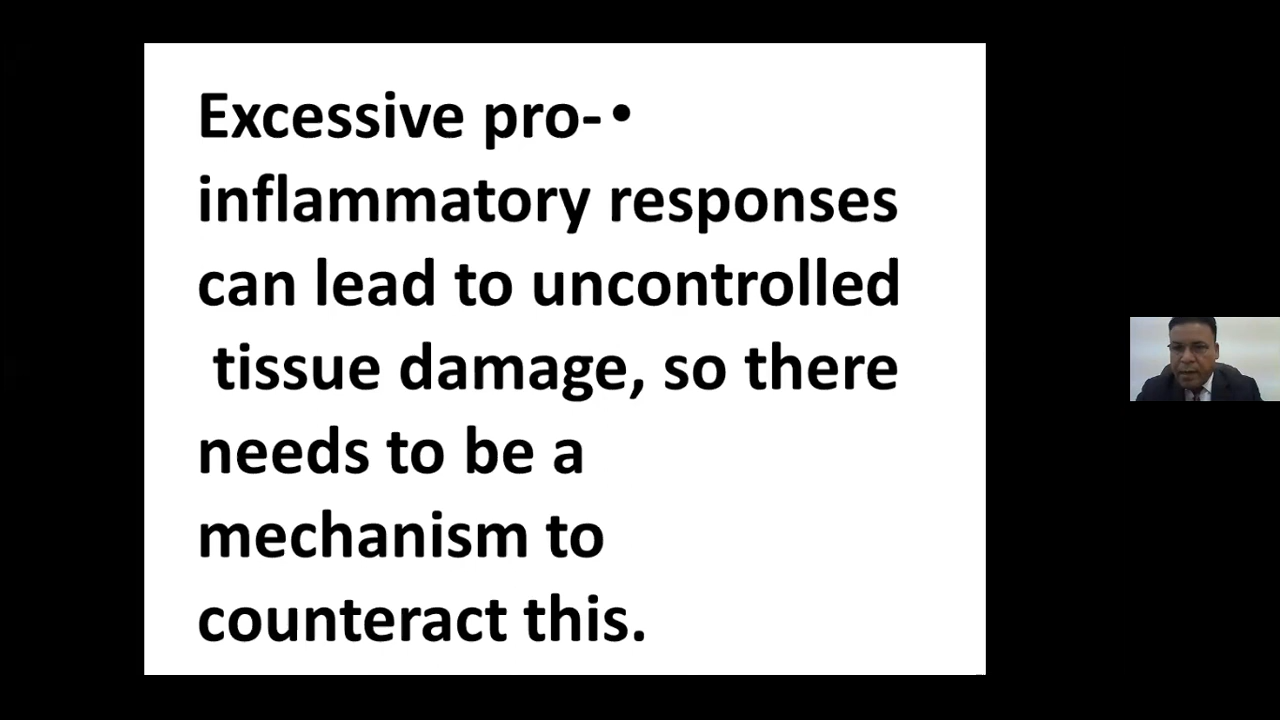 Excessive pro- •
inflammatory responses
can lead to uncontrolled
tissue damage, so there
needs to be a
mechanism to
counteract this.